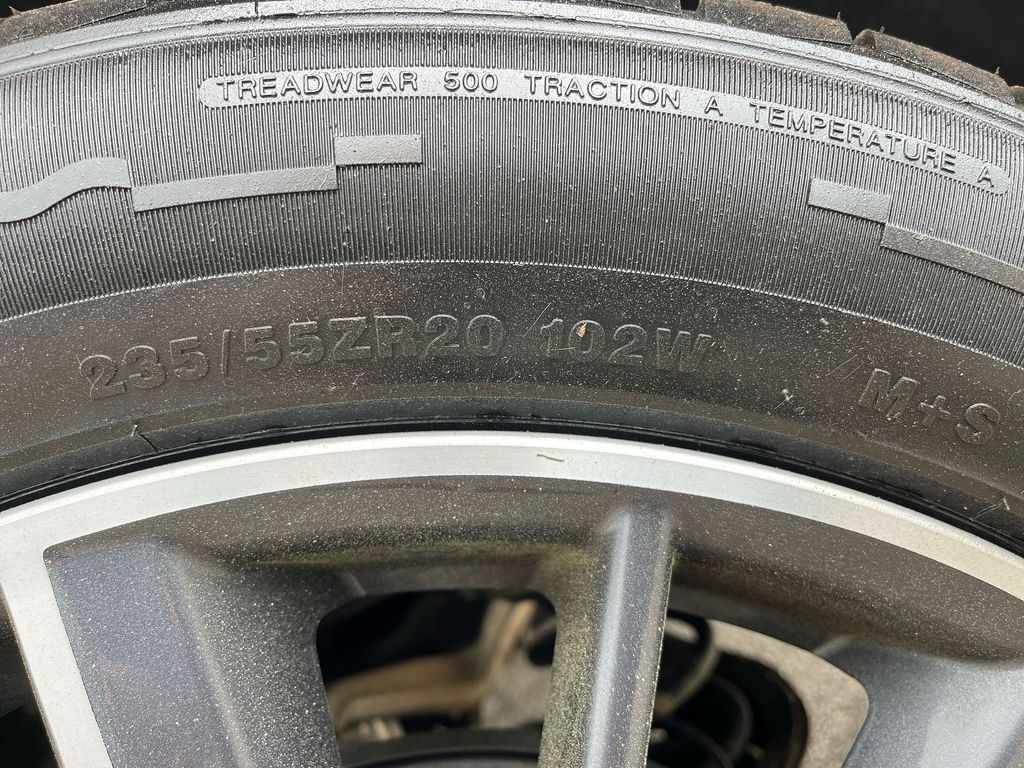 TREADWEAR 500 TRACTION A TEMPERATURE A
235/55ZR20 102W M+S